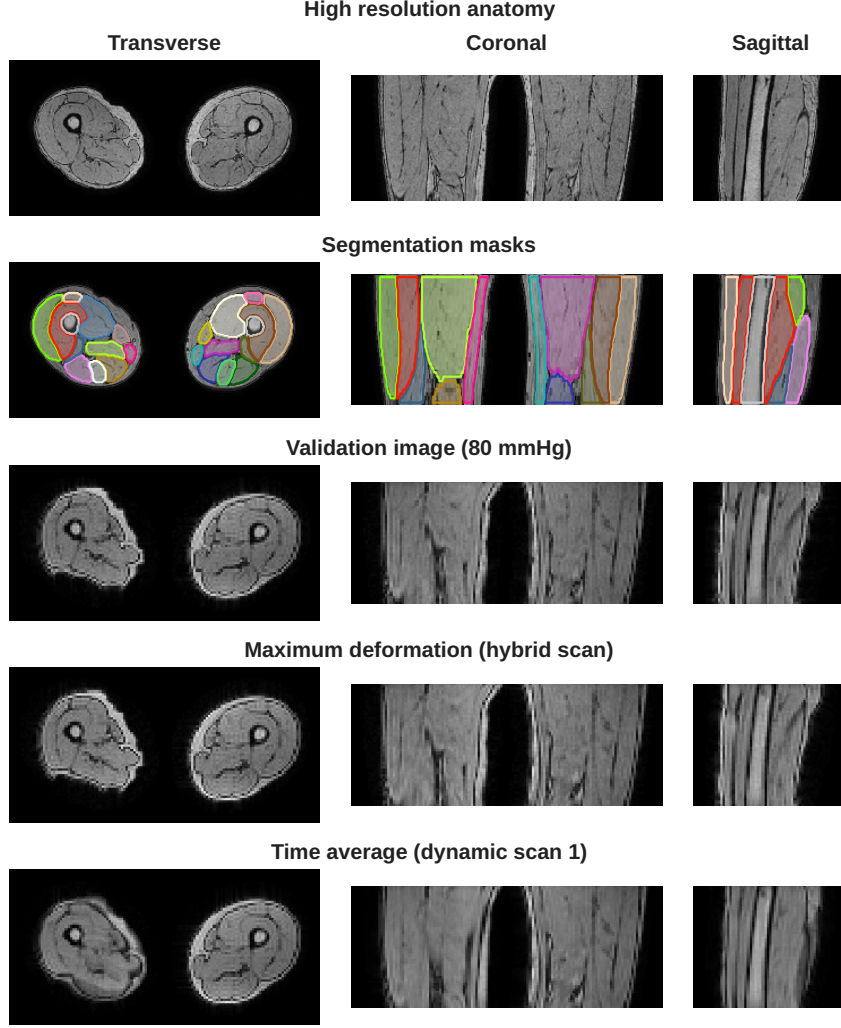 High resolution anatomy
Transverse
Coronal
Sagittal
Segmentation masks
Validation image (80 mmHg)
Maximum deformation (hybrid scan)
Time average (dynamic scan 1)